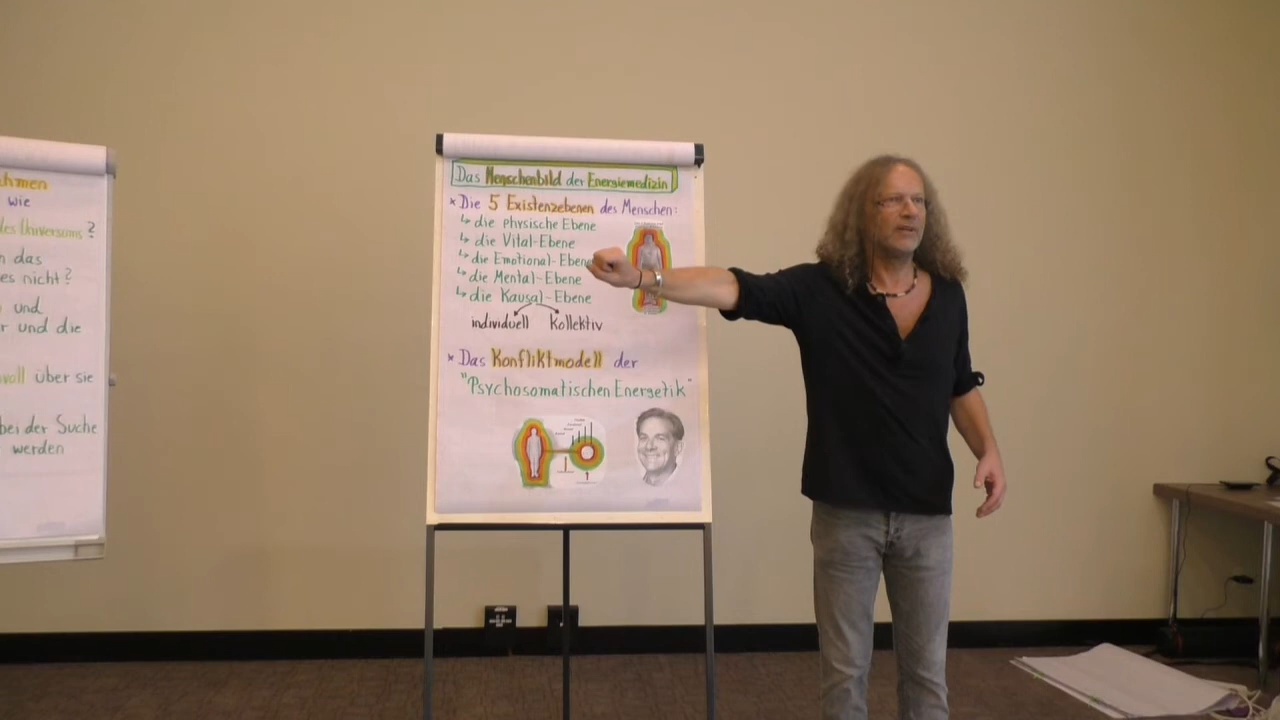 ahmen
wie
des Universums?
n das
es nicht?
und
r und die
voll über sie
bei der Suche
werden
Das Menschenbild der Energiemedizin
* Die 5 Existenzebenen des Menschen:
↳ die physische Ebene
↳ die Vital-Ebene
↳ die Emotional-Ebene
↳ die Mental-Ebene
↳ die Kausal-Ebene
individuell kollektiv
* Das Konfliktmodell der
"Psychosomatischen Energetik"